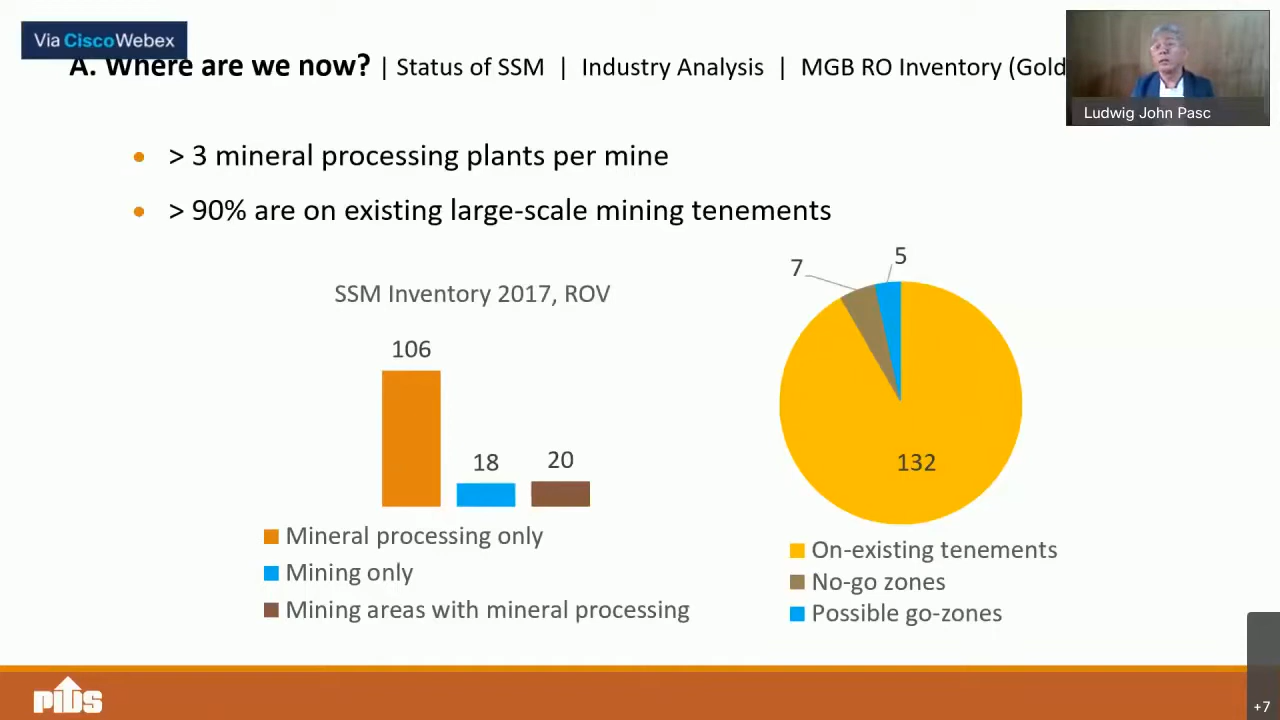 Via CiscoWebex
A. Where are we now? | Status of SSM | Industry Analysis | MGB RO Inventory (Gold
Ludwig John Pasc
• > 3 mineral processing plants per mine
• > 90% are on existing large-scale mining tenements
SSM Inventory 2017, ROV
106
18
20
Mineral processing only
Mining only
Mining areas with mineral processing
7
5
132
On-existing tenements
No-go zones
Possible go-zones
PIDS
+7